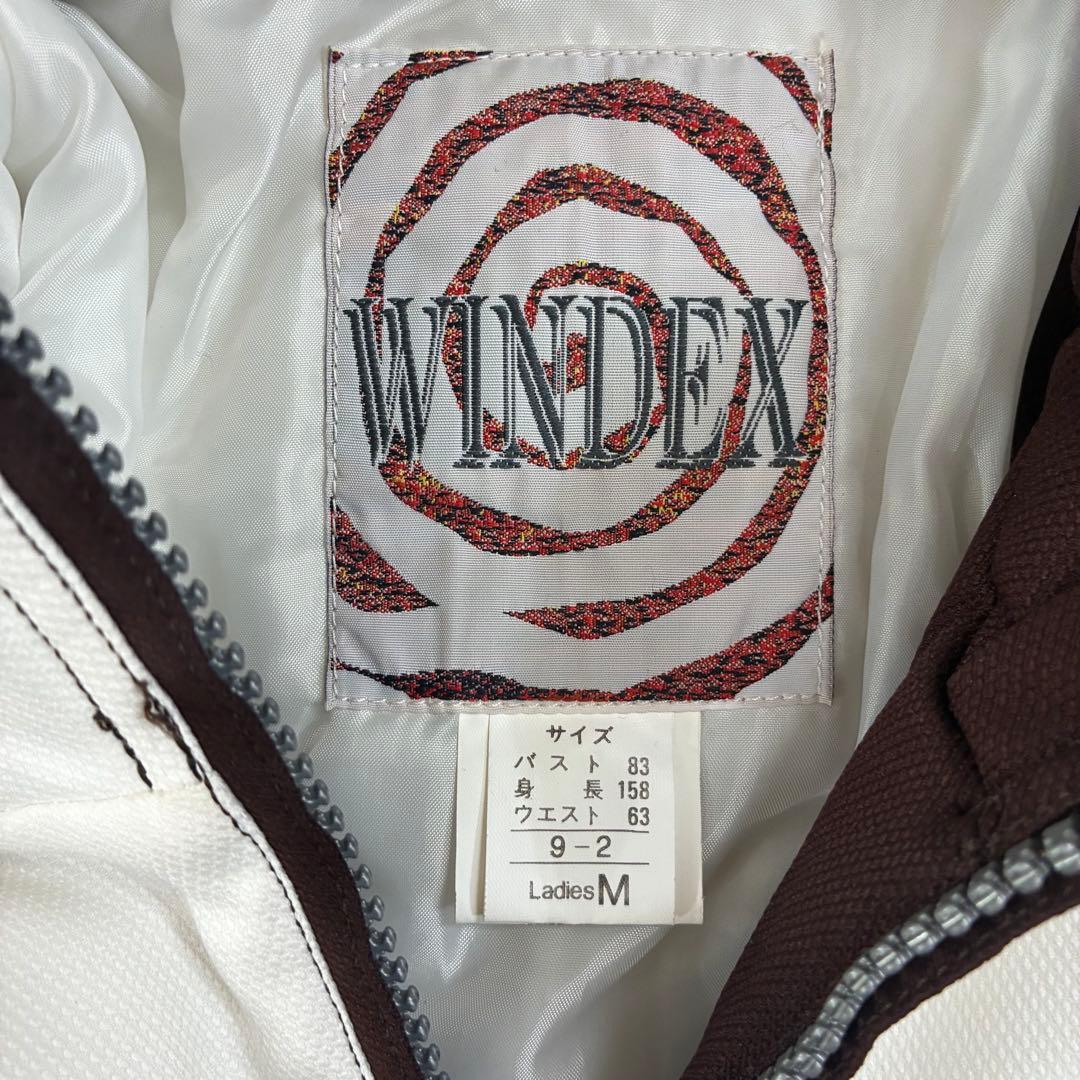 WINDEX
サイズ
バスト 83
身長 158
ウエスト 63
9-2
Ladies M